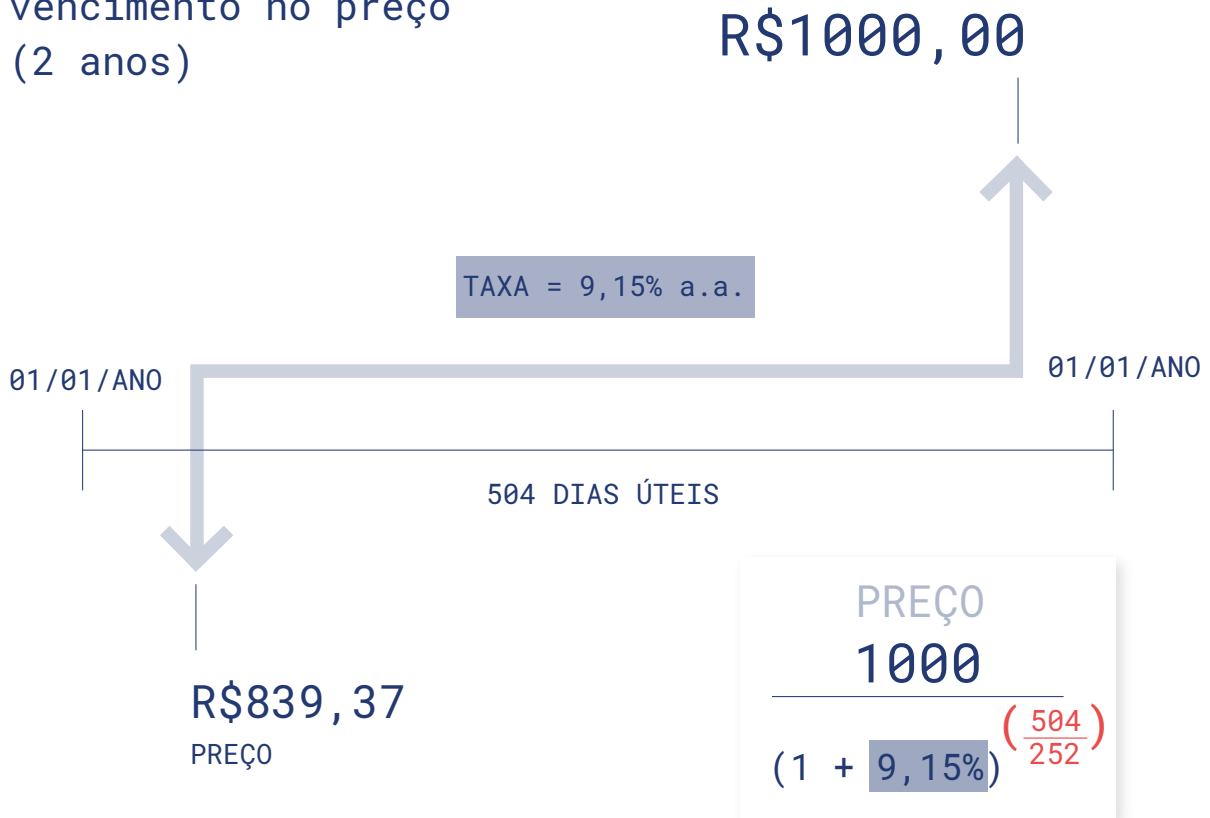 vencimento no preço
(2 anos)
R$1000,00
TAXA = 9,15% a.a.
01/01/ANO
01/01/ANO
504 DIAS ÚTEIS
R$839,37
PREÇO
PREÇO
1000
(1 + 9,15%)
(504
252)